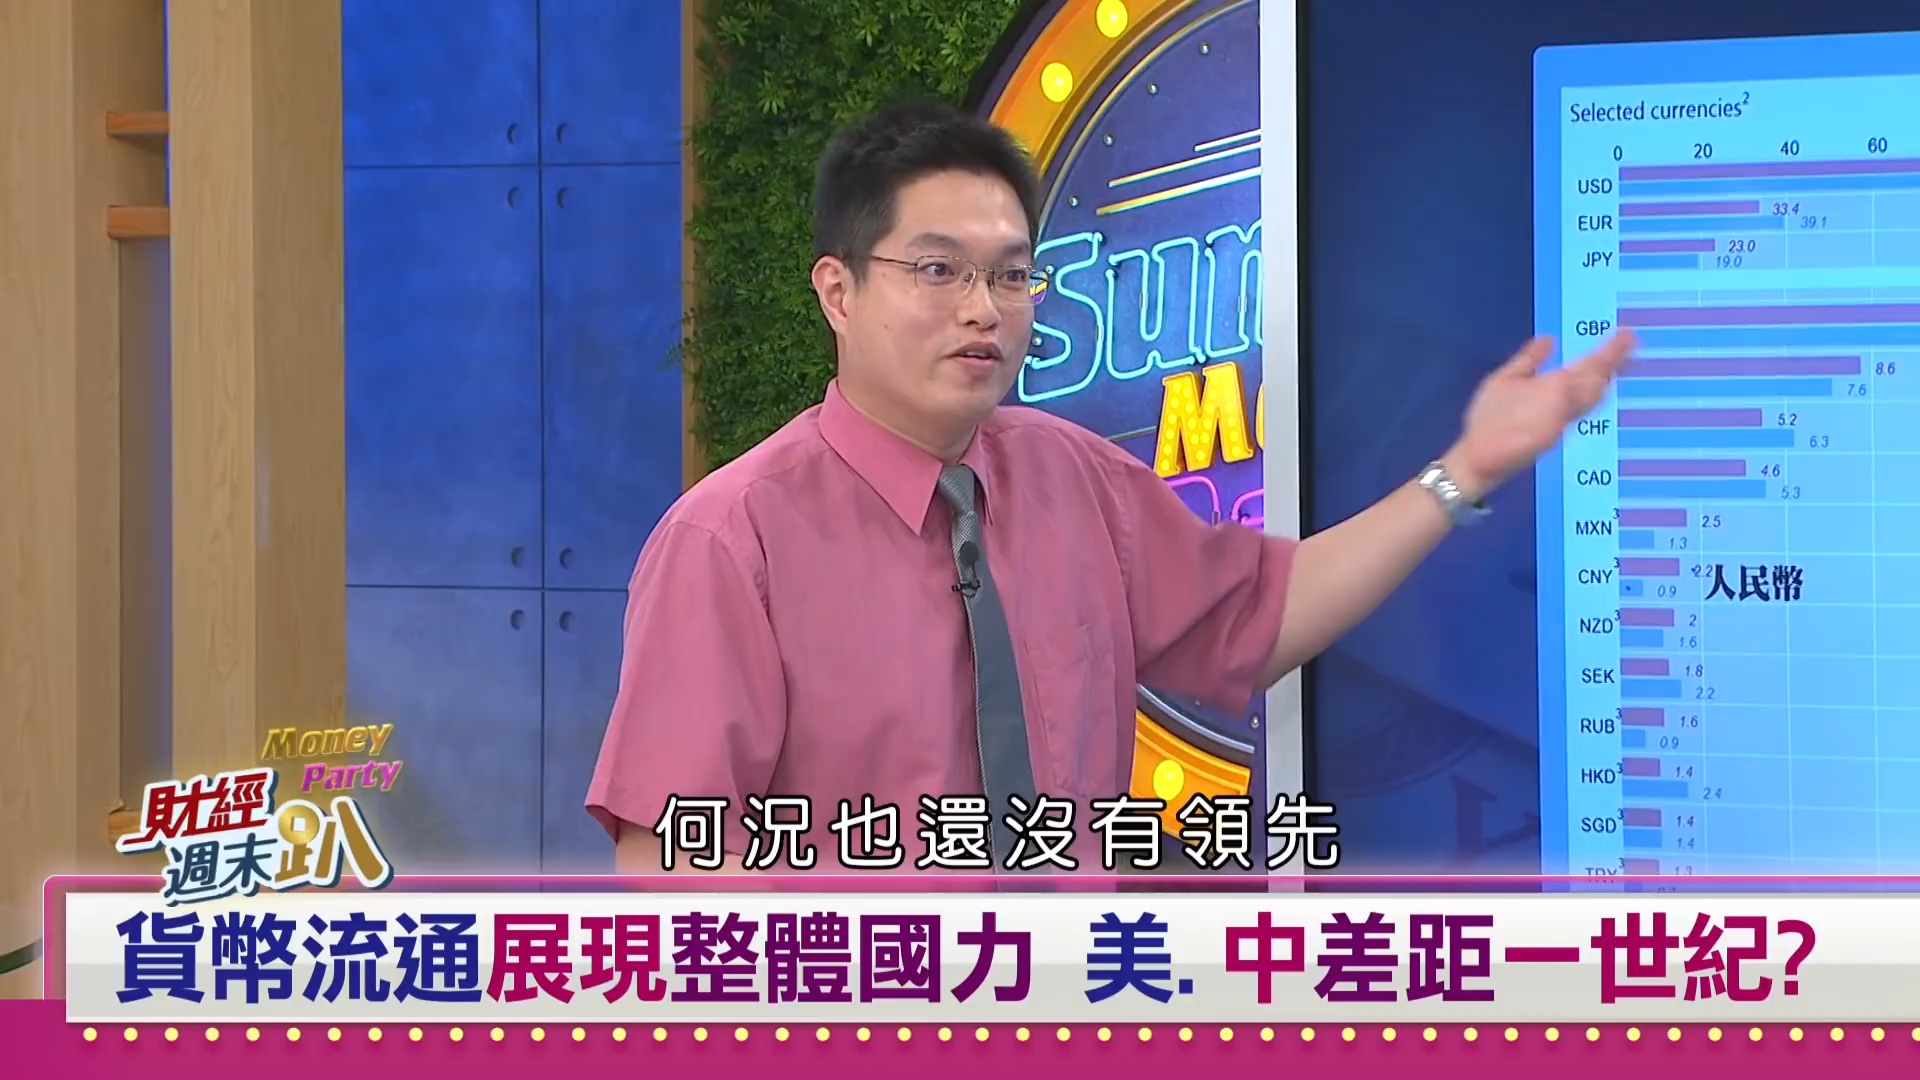 Selected currencies2
0 20 40 60
USD
EUR 33.4
39.1
JPY 23.0
19.0
GBP
8.6
7.6
CHF 5.2
6.3
CAD 4.6
5.3
MXN3 2.5
1.3
CNY3 2.2 人民幣
0.9
NZD3 2
1.6
SEK 1.8
2.2
RUB3 1.6
0.9
HKD3 1.4
2.4
SGD3 1.4
1.4
TRY3 1.3
0.7
Money
Party
財經
週末趴
何況也還沒有領先
貨幣流通展現整體國力 美.中差距一世紀?